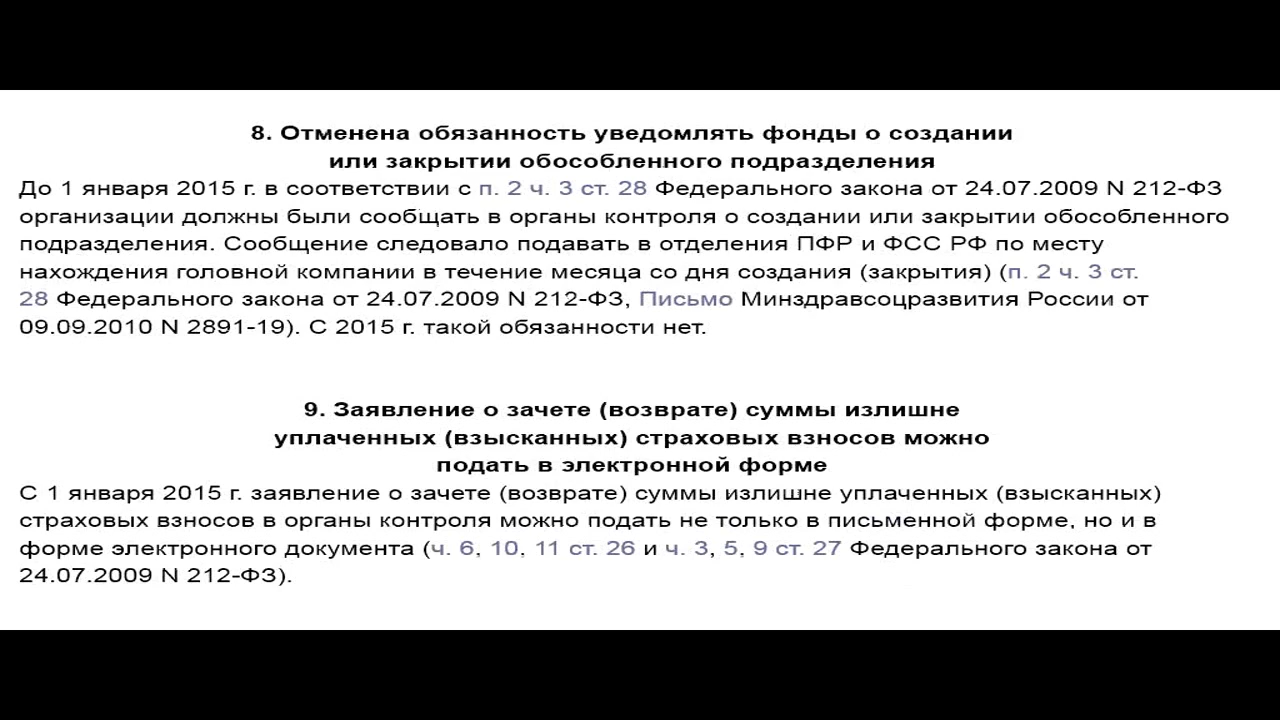 8. Отменена обязанность уведомлять фонды о создании
или закрытии обособленного подразделения
До 1 января 2015 г. в соответствии с п. 2 ч. 3 ст. 28 Федерального закона от 24.07.2009 N 212-ФЗ
организации должны были сообщать в органы контроля о создании или закрытии обособленного
подразделения. Сообщение следовало подавать в отделения ПФР и ФСС РФ по месту
нахождения головной компании в течение месяца со дня создания (закрытия) (п. 2 ч. 3 ст.
28 Федерального закона от 24.07.2009 N 212-ФЗ, Письмо Минздравсоцразвития России от
09.09.2010 N 2891-19). С 2015 г. такой обязанности нет.
9. Заявление о зачете (возврате) суммы излишне
уплаченных (взысканных) страховых взносов можно
подать в электронной форме
С 1 января 2015 г. заявление о зачете (возврате) суммы излишне уплаченных (взысканных)
страховых взносов в органы контроля можно подать не только в письменной форме, но и в
форме электронного документа (ч. 6, 10, 11 ст. 26 и ч. 3, 5, 9 ст. 27 Федерального закона от
24.07.2009 N 212-ФЗ).